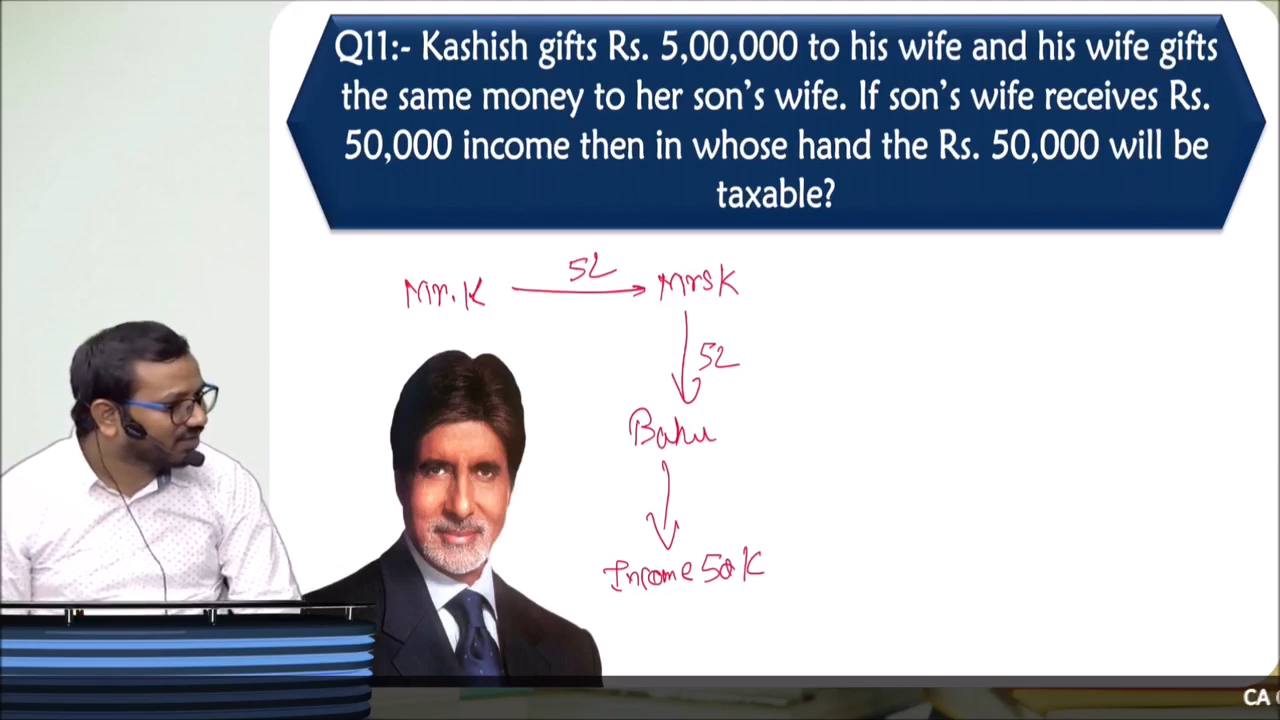 Q11:- Kashish gifts Rs. 5,00,000 to his wife and his wife gifts
the same money to her son's wife. If son's wife receives Rs.
50,000 income then in whose hand the Rs. 50,000 will be
taxable?
Mr. K 5L Mrs K
5L
Bahu
Income 50K
CA